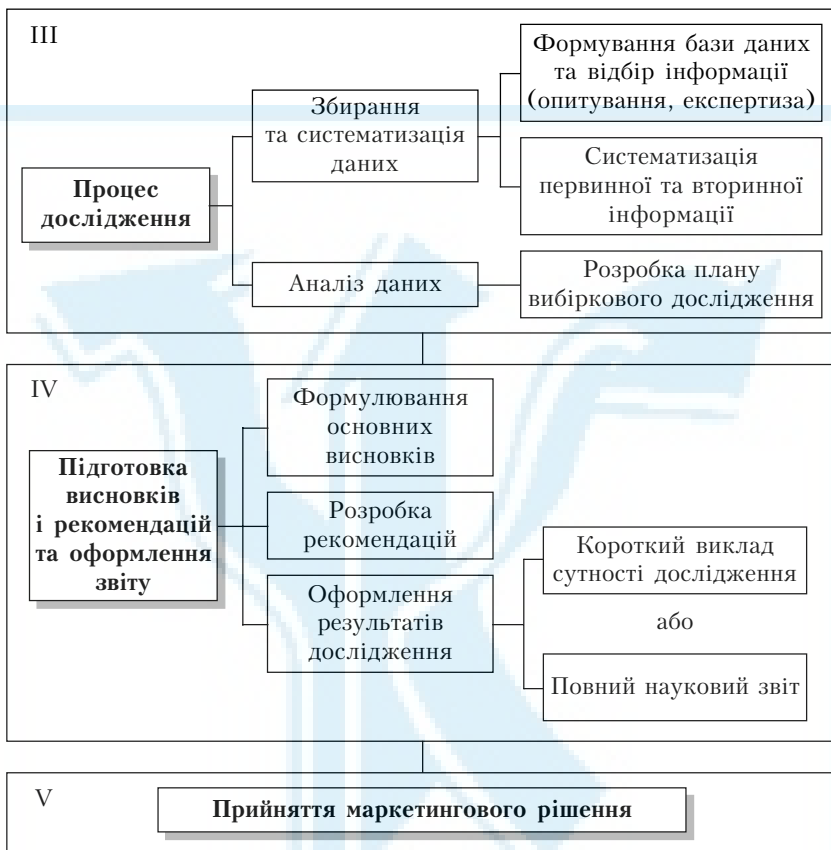 III
Процес
дослідження
Збирання
та систематизація
даних
Формування бази даних
та відбір інформації
(опитування, експертиза)
Систематизація
первинної та вторинної
інформації
Аналіз даних
Розробка плану
вибіркового дослідження
IV
Підготовка
висновків
і рекомендацій
та оформлення
звіту
Формулювання
основних
висновків
Розробка
рекомендацій
Оформлення
результатів
дослідження
Короткий виклад
сутності дослідження
або
Повний науковий звіт
V
Прийняття маркетингового рішення